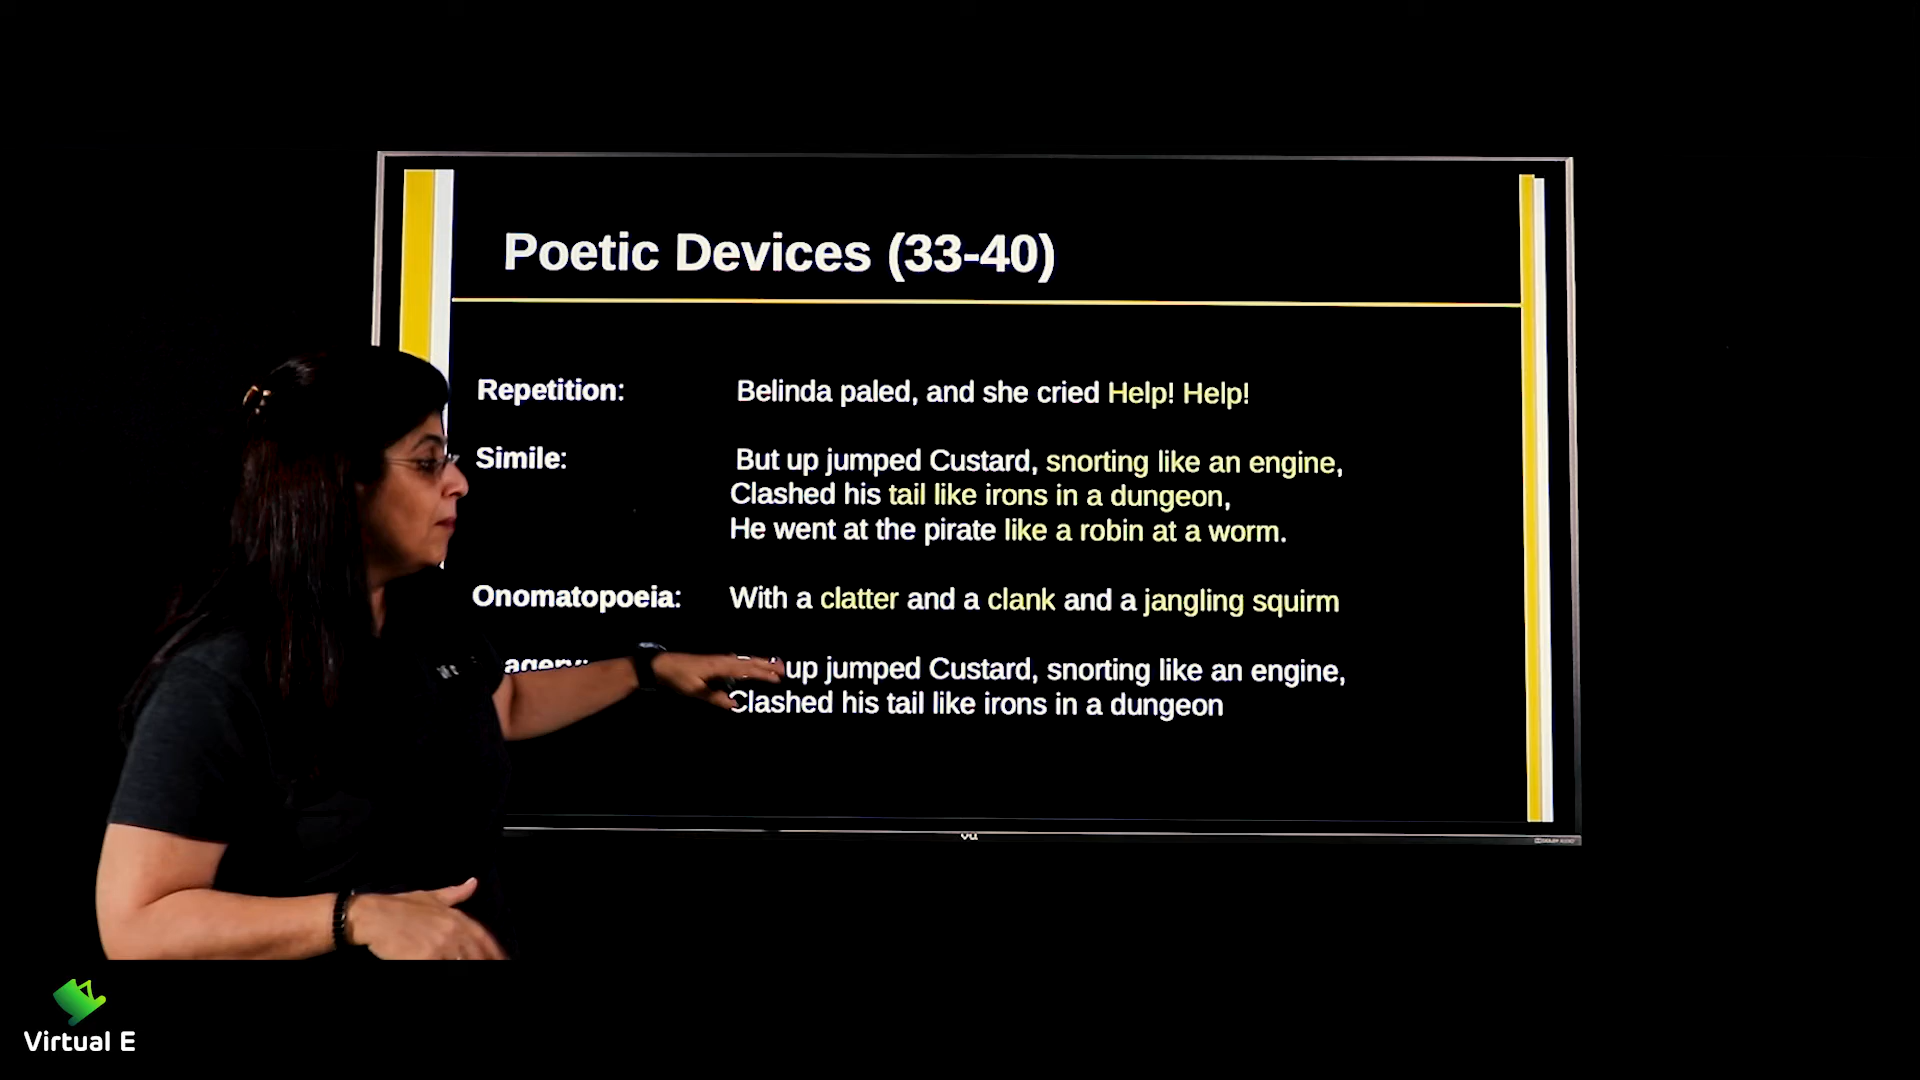 Poetic Devices (33-40)
Repetition: Belinda paled, and she cried Help! Help!
Simile: But up jumped Custard, snorting like an engine,
Clashed his tail like irons in a dungeon,
He went at the pirate like a robin at a worm.
Onomatopoeia: With a clatter and a clank and a jangling squirm
up jumped Custard, snorting like an engine,
Clashed his tail like irons in a dungeon
Virtual E